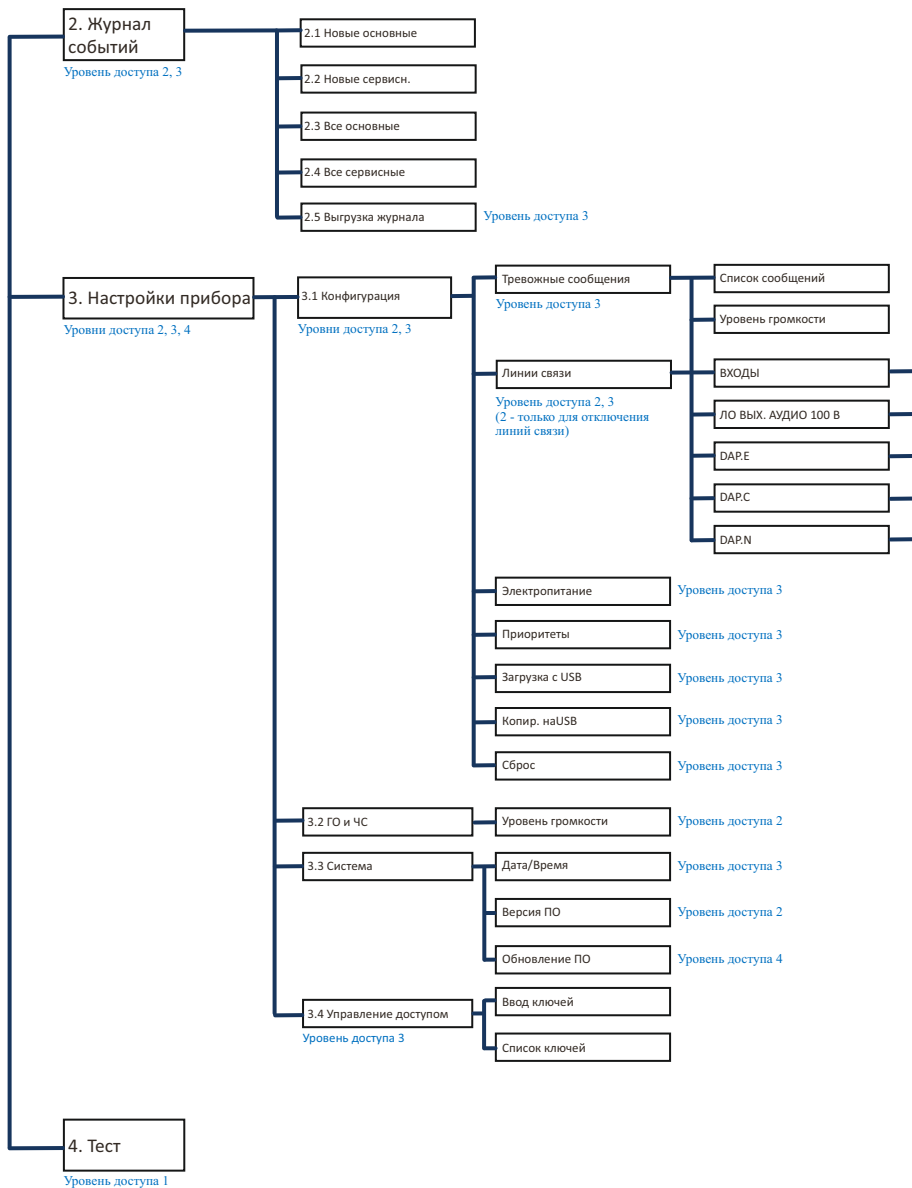 2. Журнал
событий
Уровень доступа 2, 3
2.1 Новые основные
2.2 Новые сервисн.
2.3 Все основные
2.4 Все сервисные
2.5 Выгрузка журнала
Уровень доступа 3
3. Настройки прибора
Уровни доступа 2, 3, 4
3.1 Конфигурация
Уровни доступа 2, 3
Тревожные сообщения
Уровень доступа 3
Список сообщений
Уровень громкости
Линии связи
Уровень доступа 2, 3
(2 - только для отключения
линий связи)
ВХОДЫ
ЛО ВЫХ. АУДИО 100 В
DAP.E
DAP.C
DAP.N
Электропитание
Уровень доступа 3
Приоритеты
Уровень доступа 3
Загрузка с USB
Уровень доступа 3
Копир. наUSB
Уровень доступа 3
Сброс
Уровень доступа 3
3.2 ГО и ЧС
Уровень громкости
Уровень доступа 2
3.3 Система
Дата/Время
Уровень доступа 3
Версия ПО
Уровень доступа 2
Обновление ПО
Уровень доступа 4
3.4 Управление доступом
Уровень доступа 3
Ввод ключей
Список ключей
4. Тест
Уровень доступа 1